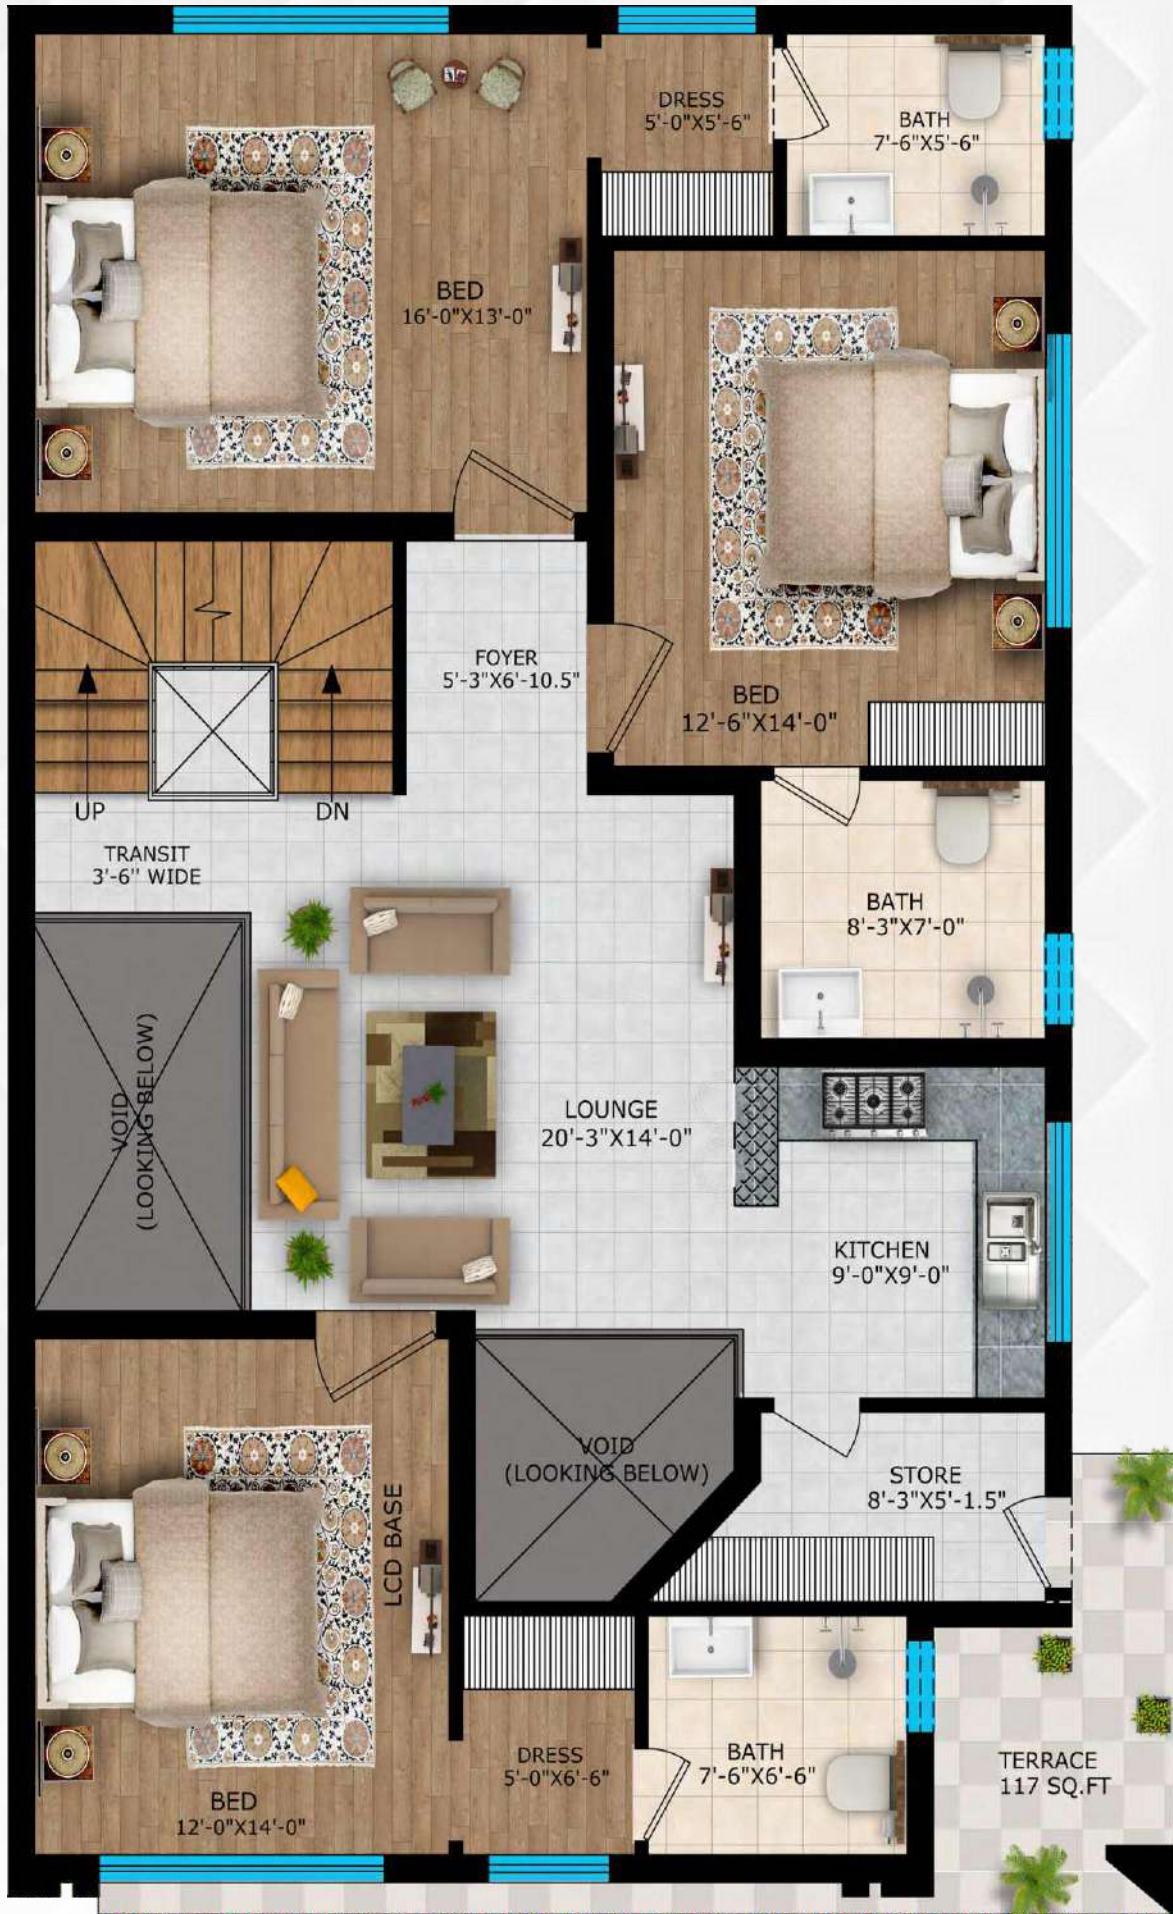 DRESS
5'-0"X5'-6"
BATH
7'-6"X5'-6"
BED
16'-0"X13'-0"
FOYER
5'-3"X6'-10.5"
BED
12'-6"X14'-0"
UP
DN
TRANSIT
3'-6" WIDE
BATH
8'-3"X7'-0"
VOID
(LOOKING BELOW)
LOUNGE
20'-3"X14'-0"
KITCHEN
9'-0"X9'-0"
VOID
(LOOKING BELOW)
STORE
8'-3"X5'-1.5"
LCD BASE
BED
12'-0"X14'-0"
DRESS
5'-0"X6'-6"
BATH
7'-6"X6'-6"
TERRACE
117 SQ.FT